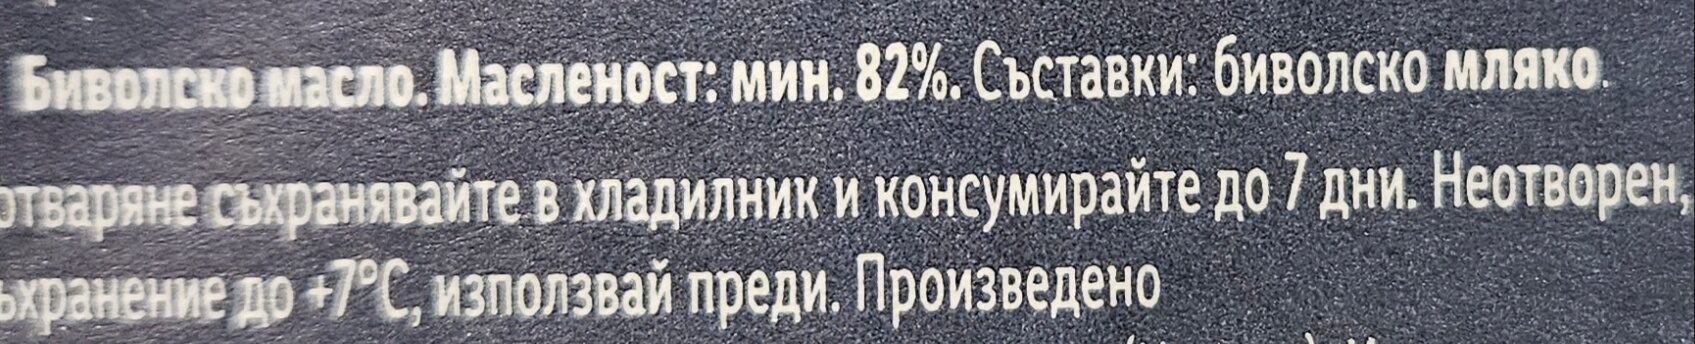 Биволско масло. Масленост: мин. 82%. Съставки: биволско мляко.
отваряне съхранявайте в хладилник и консумирайте до 7 дни. Неотворен,
ъхранение до +7°C, използвай преди. Произведено